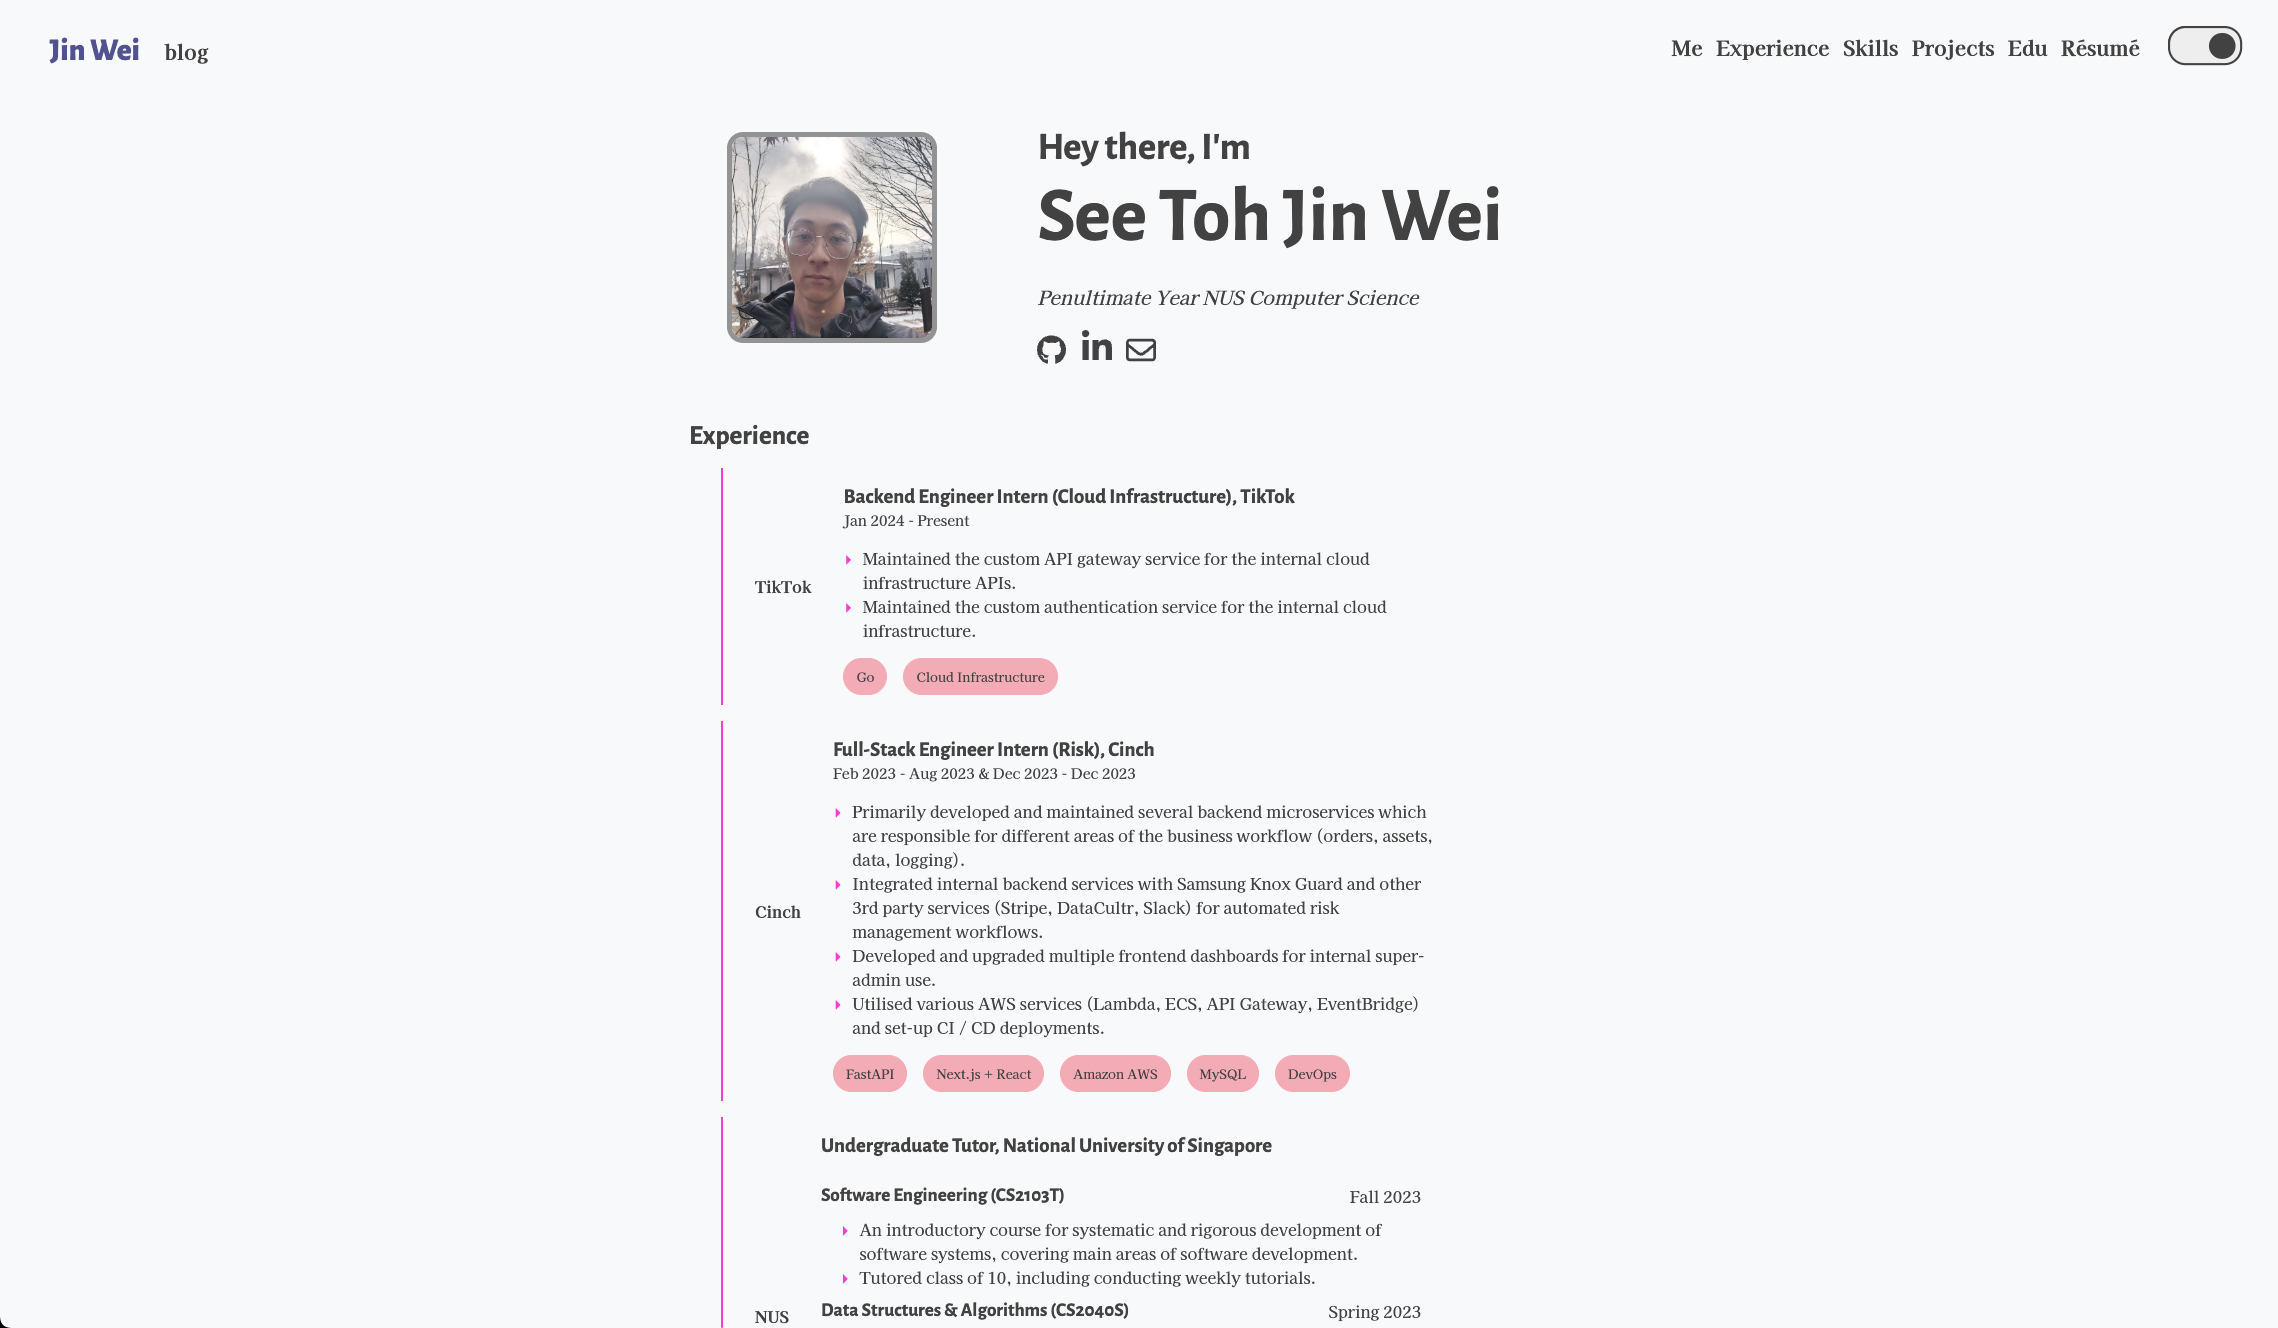 Jin Wei blog Me Experience Skills Projects Edu Résumé
Hey there, I'm
See Toh Jin Wei
Penultimate Year NUS Computer Science
in
Experience
TikTok
Backend Engineer Intern (Cloud Infrastructure), TikTok
Jan 2024 - Present
Maintained the custom API gateway service for the internal cloud
infrastructure APIs.
Maintained the custom authentication service for the internal cloud
infrastructure.
Go Cloud Infrastructure
Cinch
Full-Stack Engineer Intern (Risk), Cinch
Feb 2023 - Aug 2023 & Dec 2023 - Dec 2023
Primarily developed and maintained several backend microservices which
are responsible for different areas of the business workflow (orders, assets,
data, logging).
Integrated internal backend services with Samsung Knox Guard and other
3rd party services (Stripe, DataCultr, Slack) for automated risk
management workflows.
Developed and upgraded multiple frontend dashboards for internal super-
admin use.
Utilised various AWS services (Lambda, ECS, API Gateway, EventBridge)
and set-up CI / CD deployments.
FastAPI Next.js + React Amazon AWS MySQL DevOps
NUS
Undergraduate Tutor, National University of Singapore
Software Engineering (CS2103T) Fall 2023
An introductory course for systematic and rigorous development of
software systems, covering main areas of software development.
Tutored class of 10, including conducting weekly tutorials.
Data Structures & Algorithms (CS2040S) Spring 2023